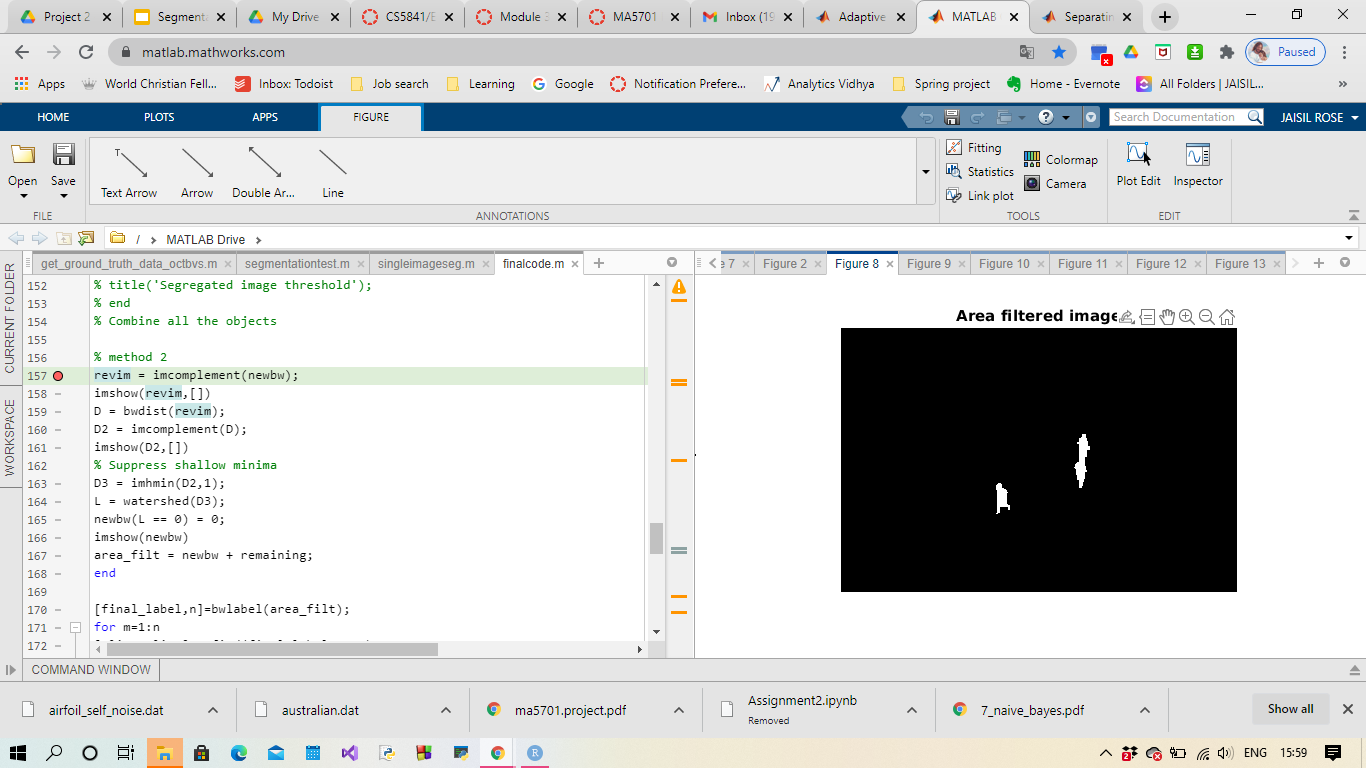 Project 2
Segment
My Drive
CS5841/E
Module 3
MA5701
Inbox (19
Adaptive
MATLAB
Separatin
matlab.mathworks.com
Paused
Apps
World Christian Fell...
Inbox: Todoist
Job search
Learning
Google
Notification Prefere...
Analytics Vidhya
Spring project
Home - Evernote
All Folders | JAISIL...
»
HOME
PLOTS
APPS
FIGURE
Search Documentation
JAISIL ROSE
Open
Save
Text Arrow
Arrow
Double Ar...
Line
Fitting
Statistics
Link plot
Colormap
Camera
Plot Edit
Inspector
FILE
ANNOTATIONS
TOOLS
EDIT
/ › MATLAB Drive ›
CURRENT FOLDER
WORKSPACE
get_ground_truth_data_octbvs.m
segmentationtest.m
singleimageseg.m
finalcode.m
152 % title('Segregated image threshold');
153 % end
154 % Combine all the objects
155
156 % method 2
157 revim = imcomplement(newbw);
158 imshow(revim,[])
159 D = bwdist(revim);
160 D2 = imcomplement(D);
161 imshow(D2,[])
162 % Suppress shallow minima
163 D3 = imhmin(D2,1);
164 L = watershed(D3);
165 newbw(L == 0) = 0;
166 imshow(newbw)
167 area_filt = newbw + remaining;
168 end
169
170 [final_label,n]=bwlabel(area_filt);
171 for m=1:n
172
e 7
Figure 2
Figure 8
Figure 9
Figure 10
Figure 11
Figure 12
Figure 13
Area filtered image
COMMAND WINDOW
airfoil_self_noise.dat
australian.dat
ma5701.project.pdf
Assignment2.ipynb
Removed
7_naive_bayes.pdf
Show all
ENG
15:59